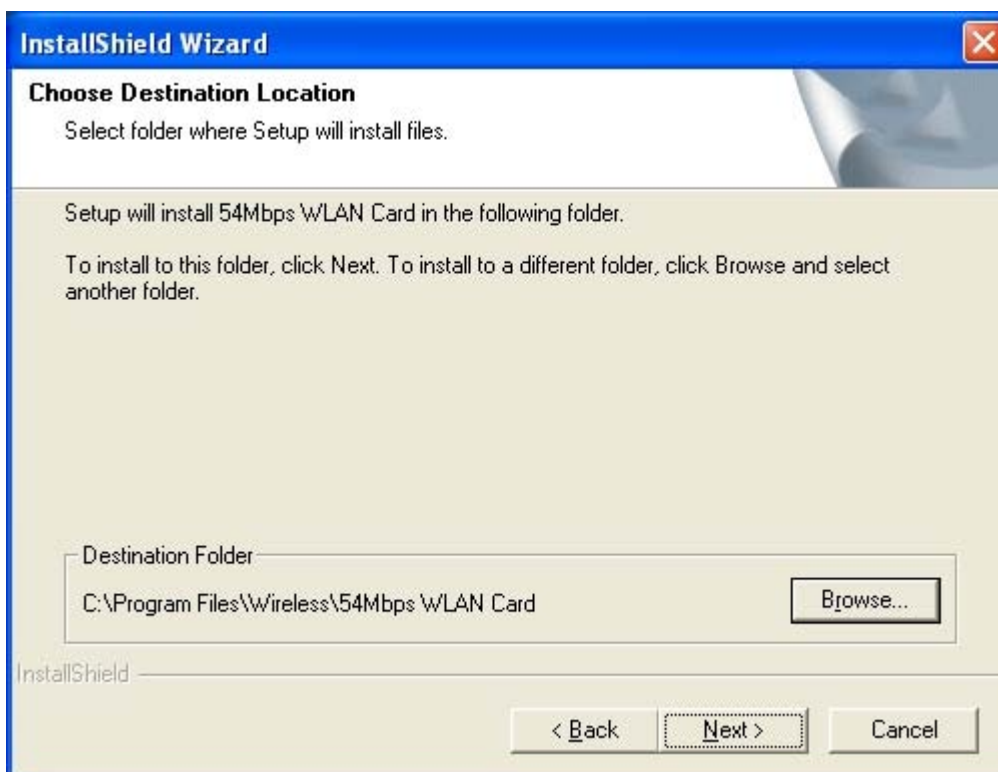 InstallShield Wizard
Choose Destination Location
Select folder where Setup will install files.
Setup will install 54Mbps WLAN Card in the following folder.
To install to this folder, click Next. To install to a different folder, click Browse and select
another folder.
Destination Folder
C:\Program Files\Wireless\54Mbps WLAN Card
Browse...
InstallShield
< Back
Next >
Cancel